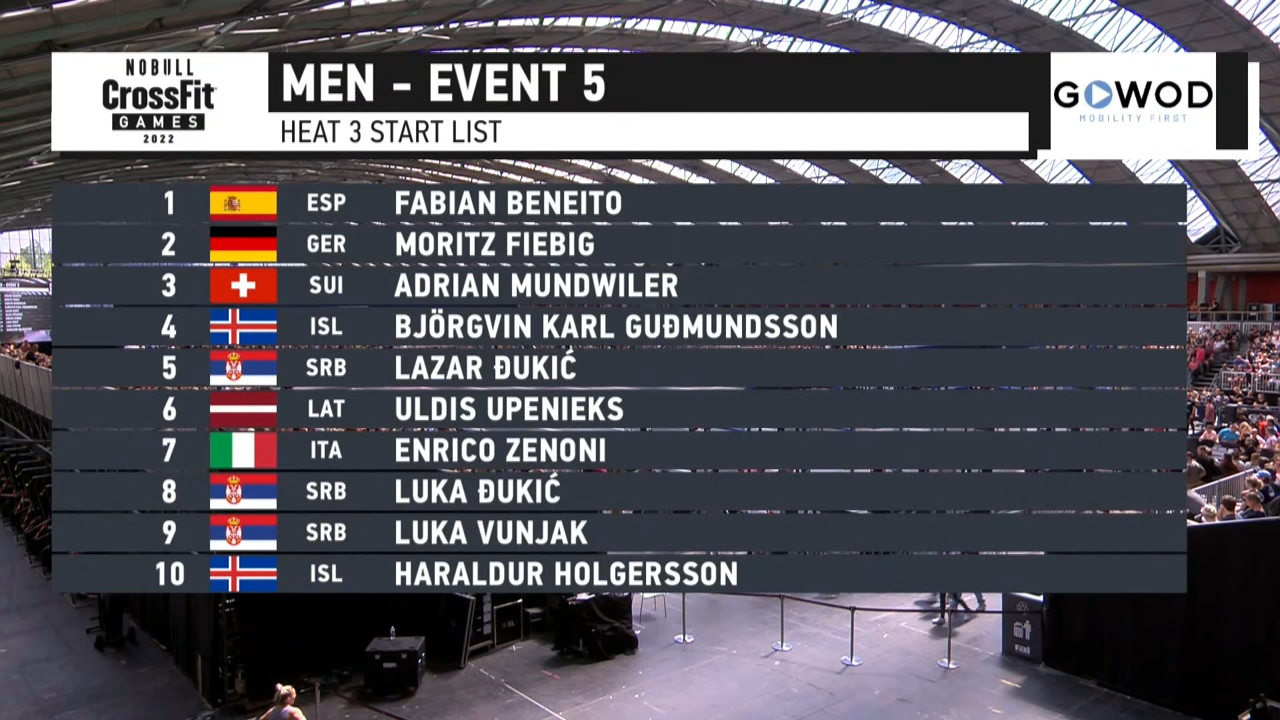 NOBULL
CrossFit
GAMES
2022
MEN - EVENT 5
HEAT 3 START LIST
GOWOD
MOBILITY FIRST
1 ESP FABIAN BENEITO
2 GER MORITZ FIEBIG
3 SUI ADRIAN MUNDWILER
4 ISL BJÖRGVIN KARL GUÐMUNDSSON
5 SRB LAZAR ĐUKIĆ
6 LAT ULDIS UPENIEKS
7 ITA ENRICO ZENONI
8 SRB LUKA ĐUKIĆ
9 SRB LUKA VUNJAK
10 ISL HARALDUR HOLGERSSON